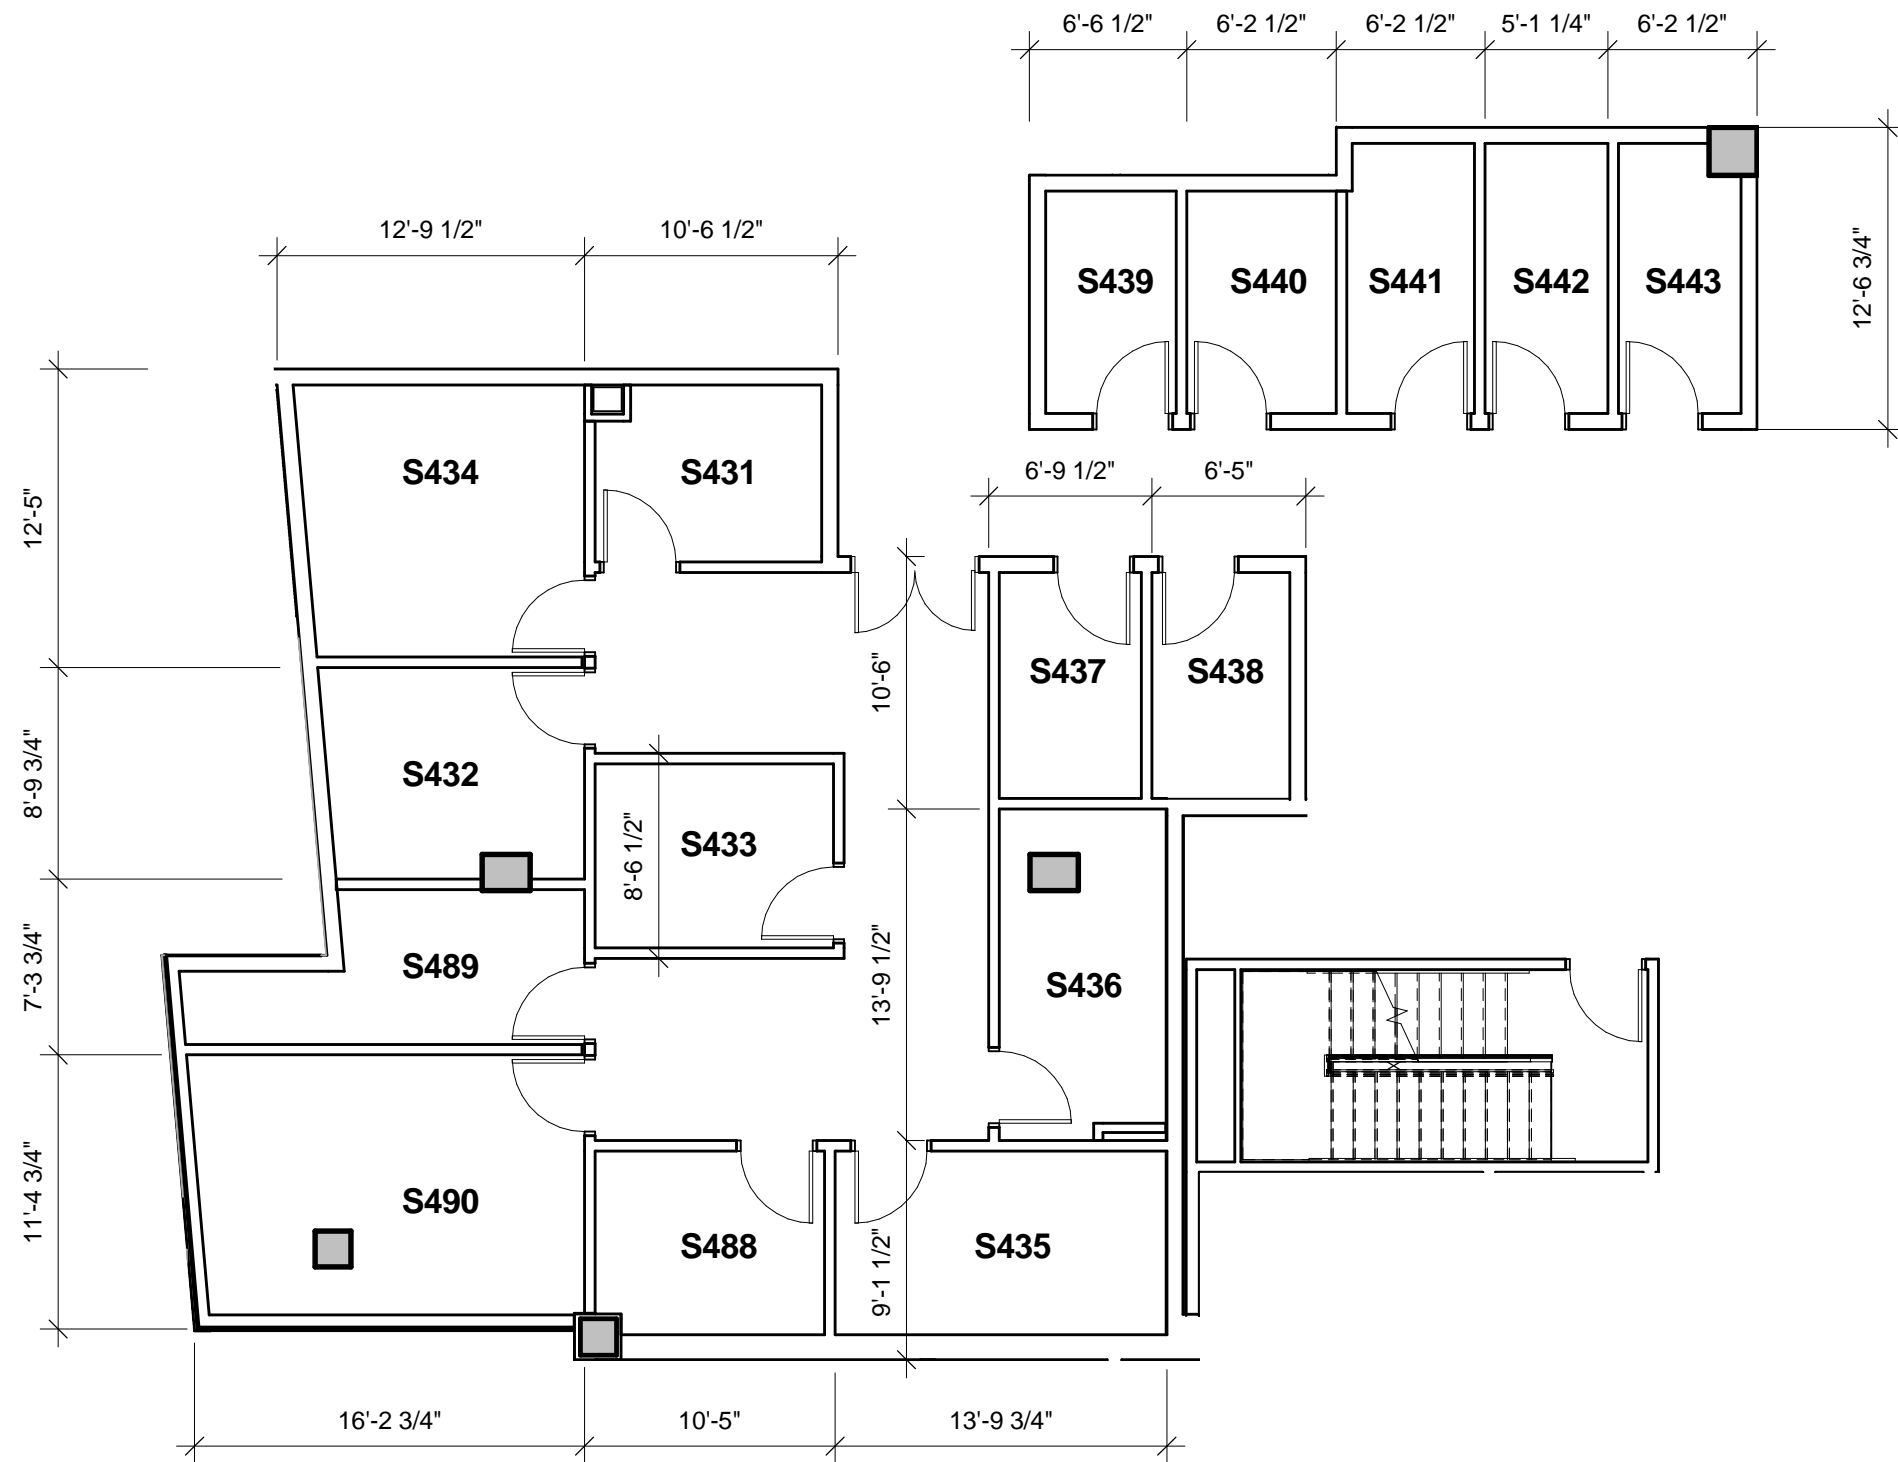 6'-6 1/2" 6'-2 1/2" 6'-2 1/2" 5'-1 1/4" 6'-2 1/2"
12'-9 1/2" 10'-6 1/2"
S439 S440 S441 S442 S443
12'-6 3/4"
S434 S431
6'-9 1/2" 6'-5"
12'-5"
10'-6"
S437 S438
8'-9 3/4"
S432
8'-6 1/2"
S433
7'-3 3/4"
S489
13'-9 1/2"
S436
11'-4 3/4"
S490
S488
9'-1 1/2"
S435
16'-2 3/4" 10'-5" 13'-9 3/4"